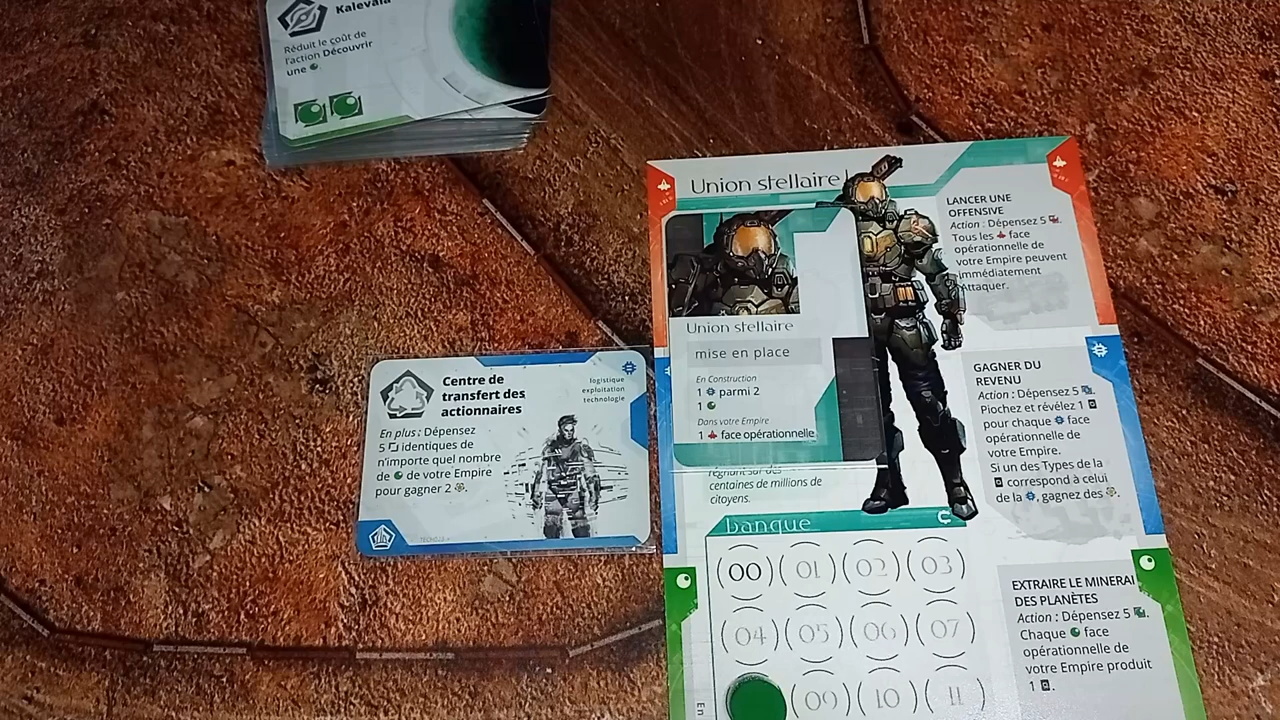 Kalevala
Réduit le coût de
l'action Découvrir
une
Union stellaire
LANCER UNE
OFFENSIVE
Action : Dépensez 5
Tous les face
opérationnelle de
votre Empire peuvent
immédiatement
Attaquer.
Union stellaire
mise en place
En Construction
1 parmi 2
1
Dans votre Empire
1 face opérationnelle
Centre de
transfert des
actionnaires
logistique
exploitation
technologie
En plus : Dépensez
5 identiques de
n'importe quel nombre
de de votre Empire
pour gagner 2
GAGNER DU
REVENU
Action : Dépensez 5
Piochez et révélez 1
pour chaque face
opérationnelle de
votre Empire.
Si un des Types de la
correspond à celui
de la , gagnez des
régnant sur des
centaines de millions de
citoyens.
banque
00 01 02 03
04 05 06 07
09 10 11
En
EXTRAIRE LE MINERAI
DES PLANÈTES
Action : Dépensez 5
Chaque face
opérationnelle de
votre Empire produit
1